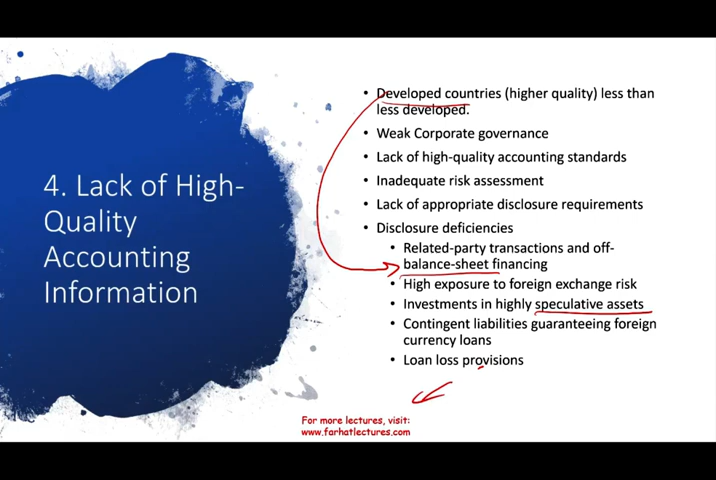 4. Lack of High-
Quality
Accounting
Information
• Developed countries (higher quality) less than
less developed.
• Weak Corporate governance
• Lack of high-quality accounting standards
• Inadequate risk assessment
• Lack of appropriate disclosure requirements
• Disclosure deficiencies
• Related-party transactions and off-
balance-sheet financing
• High exposure to foreign exchange risk
• Investments in highly speculative assets
• Contingent liabilities guaranteeing foreign
currency loans
• Loan loss provisions
For more lectures, visit:
www.farhatlectures.com